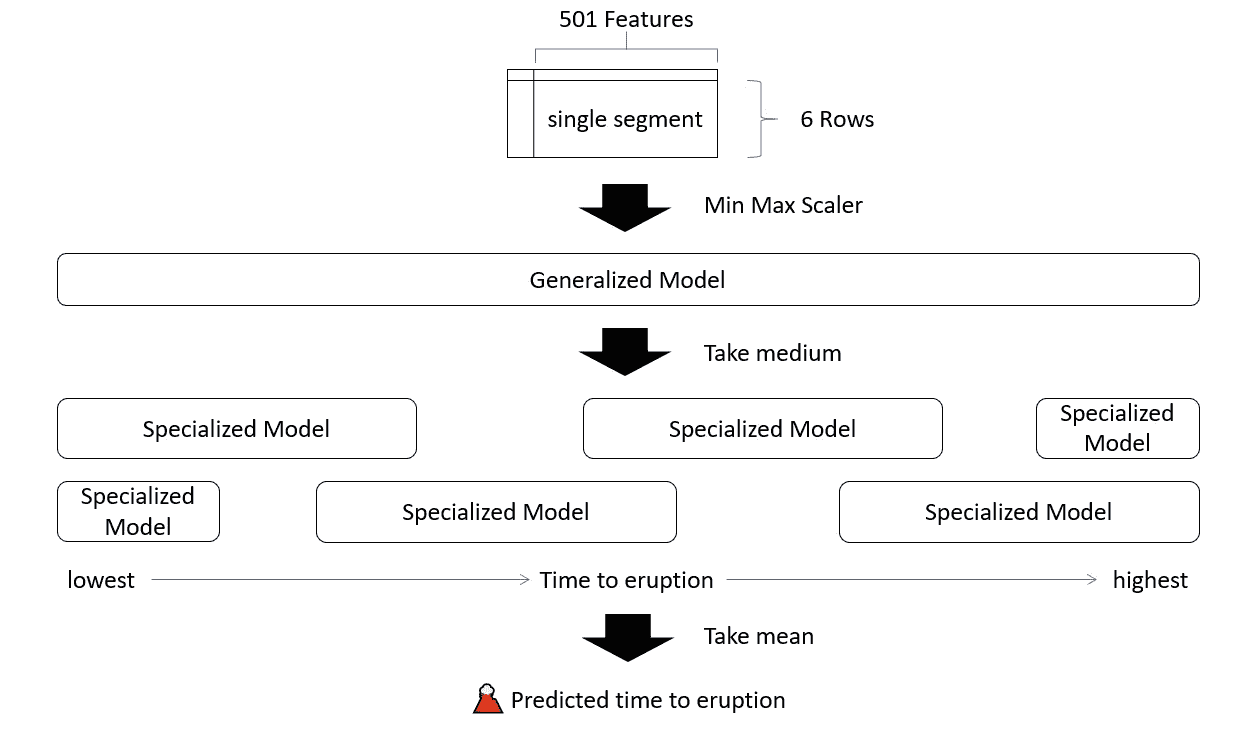 501 Features
single segment
6 Rows
Min Max Scaler
Generalized Model
Take medium
Specialized Model
Specialized Model
Specialized
Model
Specialized
Model
Specialized Model
Specialized Model
lowest
Time to eruption
highest
Take mean
Predicted time to eruption